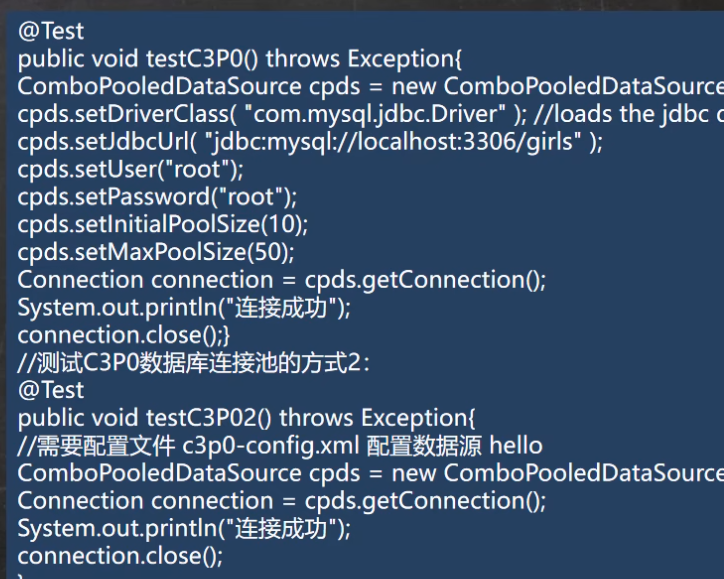 @Test
public void testC3P0() throws Exception{
ComboPooledDataSource cpds = new ComboPooledDataSource
cpds.setDriverClass( "com.mysql.jdbc.Driver" ); //loads the jdbc
cpds.setJdbcUrl( "jdbc:mysql://localhost:3306/girls" );
cpds.setUser("root");
cpds.setPassword("root");
cpds.setInitialPoolSize(10);
cpds.setMaxPoolSize(50);
Connection connection = cpds.getConnection();
System.out.println("连接成功");
connection.close();}
//测试C3P0数据库连接池的方式2：
@Test
public void testC3P02() throws Exception{
//需要配置文件 c3p0-config.xml 配置数据源 hello
ComboPooledDataSource cpds = new ComboPooledDataSource
Connection connection = cpds.getConnection();
System.out.println("连接成功");
connection.close();